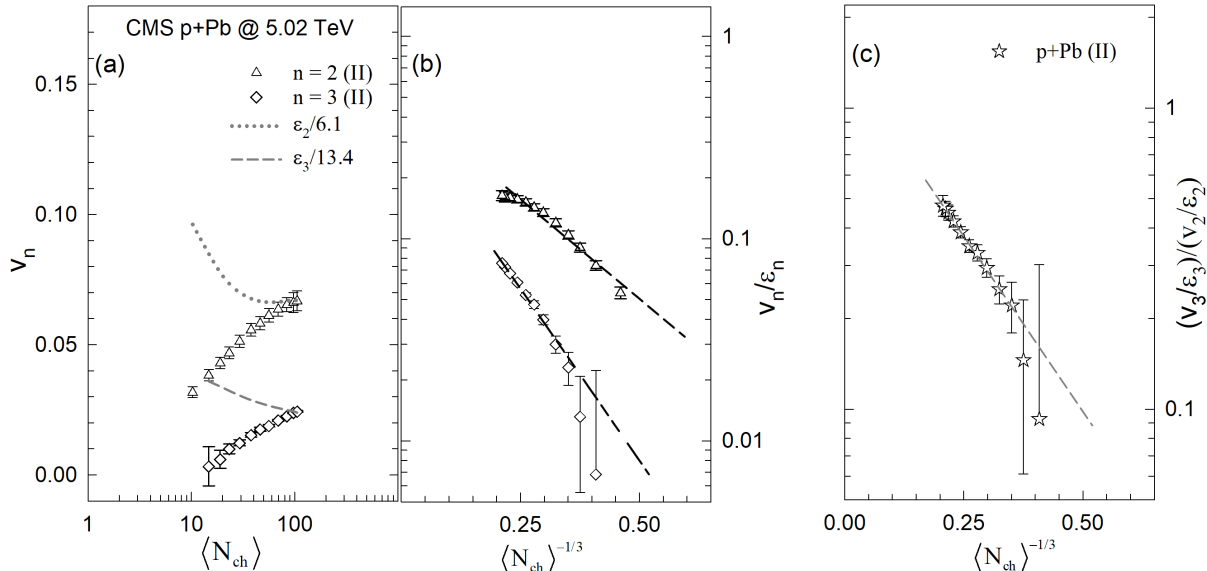 CMS p+Pb @ 5.02 TeV
(a)
n = 2 (II)
n = 3 (II)
ε₂/6.1
ε₃/13.4
vₙ
0.15
0.10
0.05
0.00
1
10
100
⟨N_ch⟩
(b)
vₙ/εₙ
1
0.1
0.01
0.25
0.50
⟨N_ch⟩^−1/3
(c)
p+Pb (II)
(v₃/ε₃)/(v₂/ε₂)
1
0.1
0.00
0.25
0.50
⟨N_ch⟩^−1/3